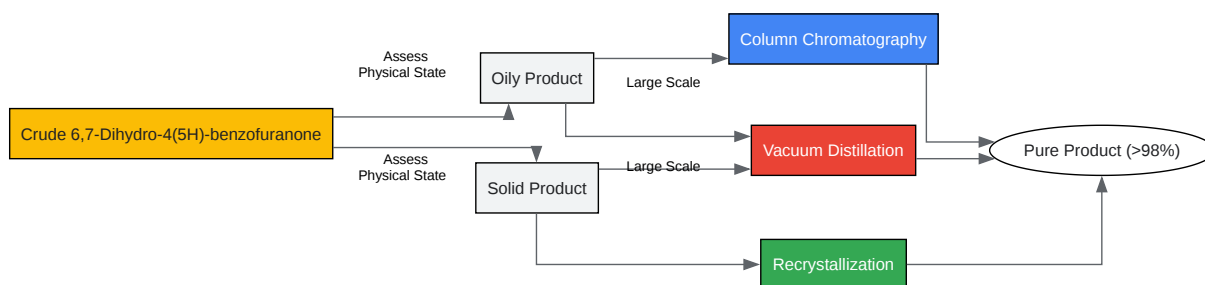 Column Chromatography
Assess
Physical State
Oily Product
Large Scale
Crude 6,7-Dihydro-4(5H)-benzofuranone
Vacuum Distillation
Pure Product (>98%)
Assess
Physical State
Large Scale
Solid Product
Recrystallization